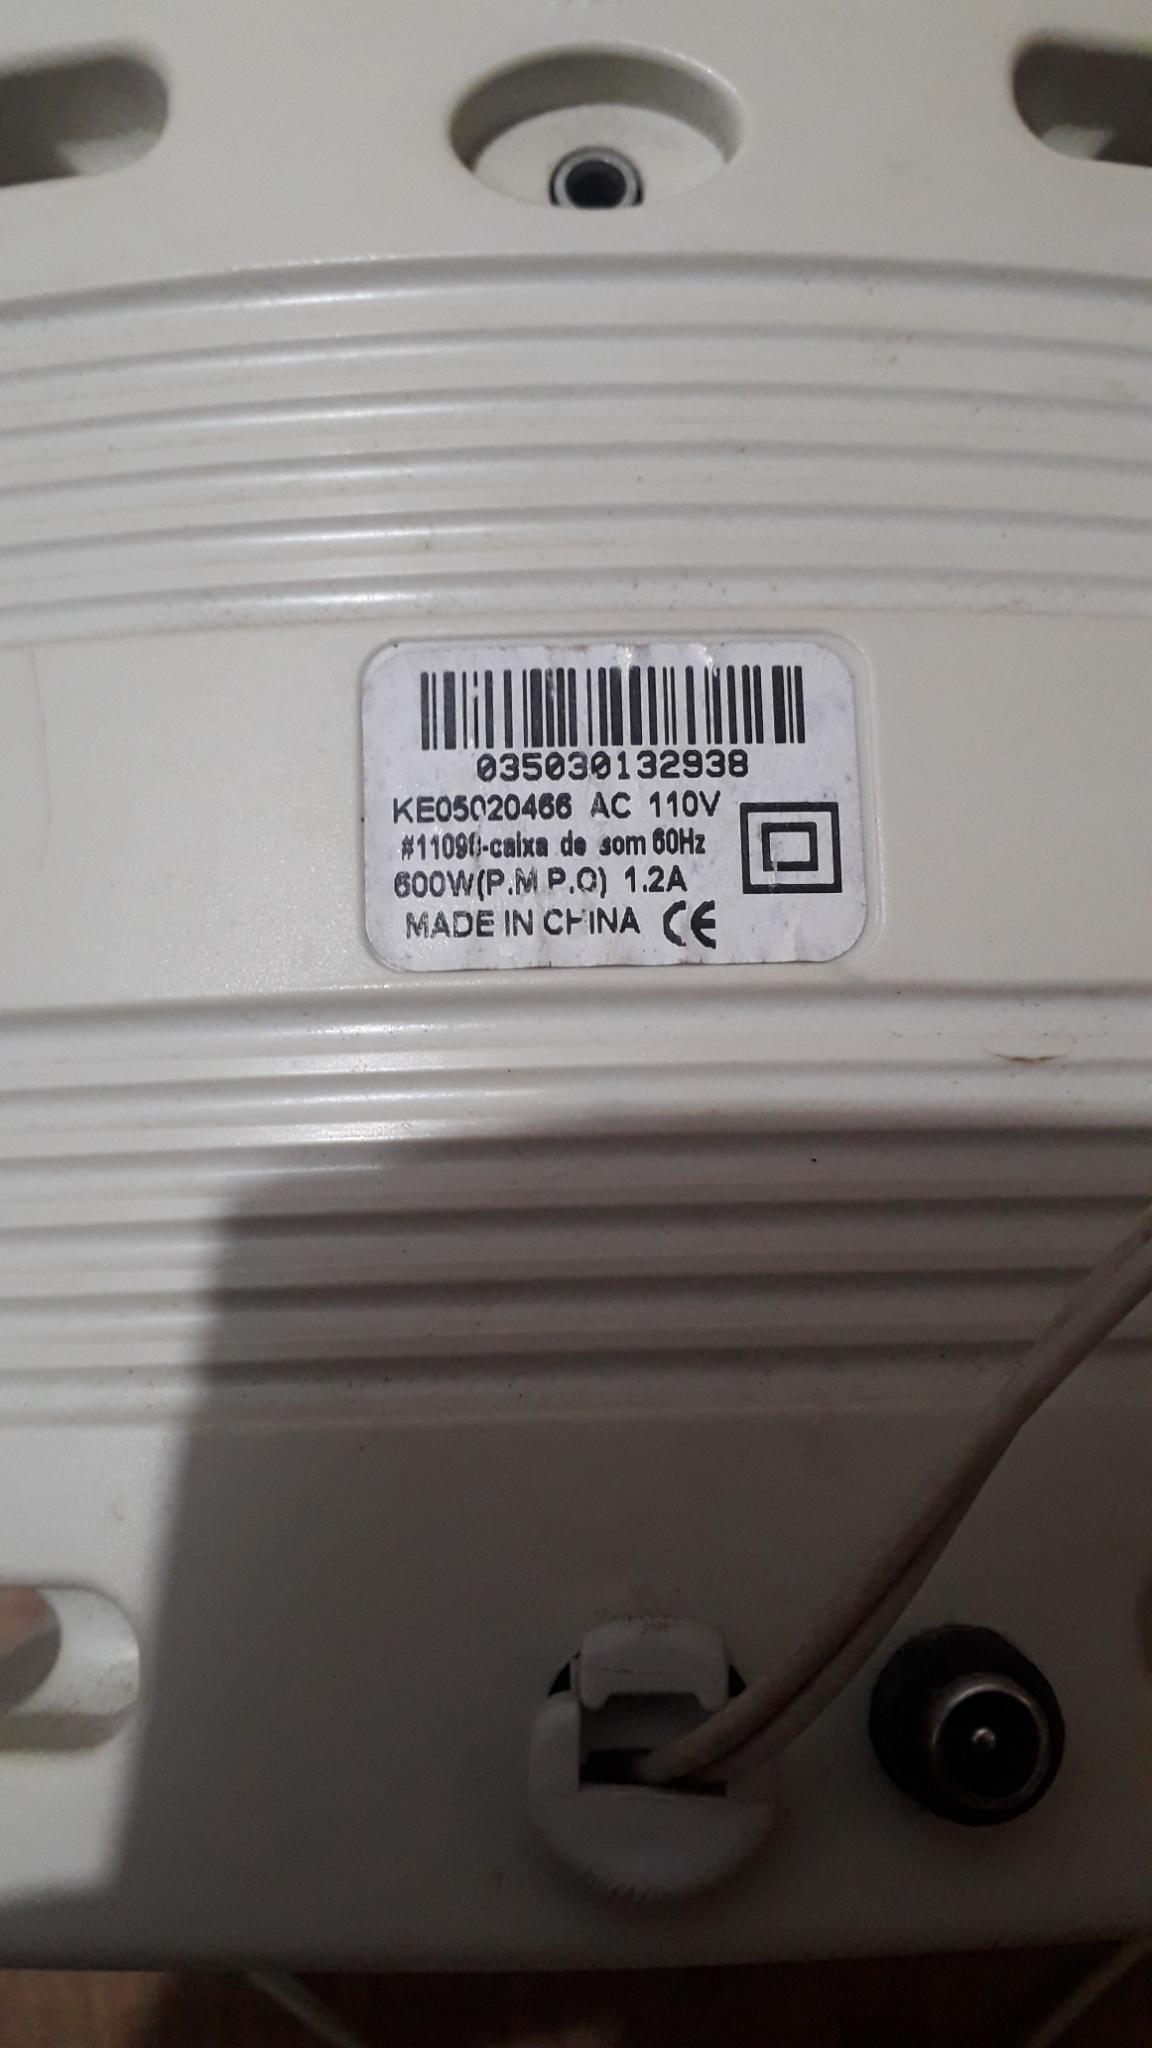 035030132938
KE05020466 AC 110V
caixa de som 60Hz
600W(P.M.P.O) 1.2A
MADE IN CHINA CE